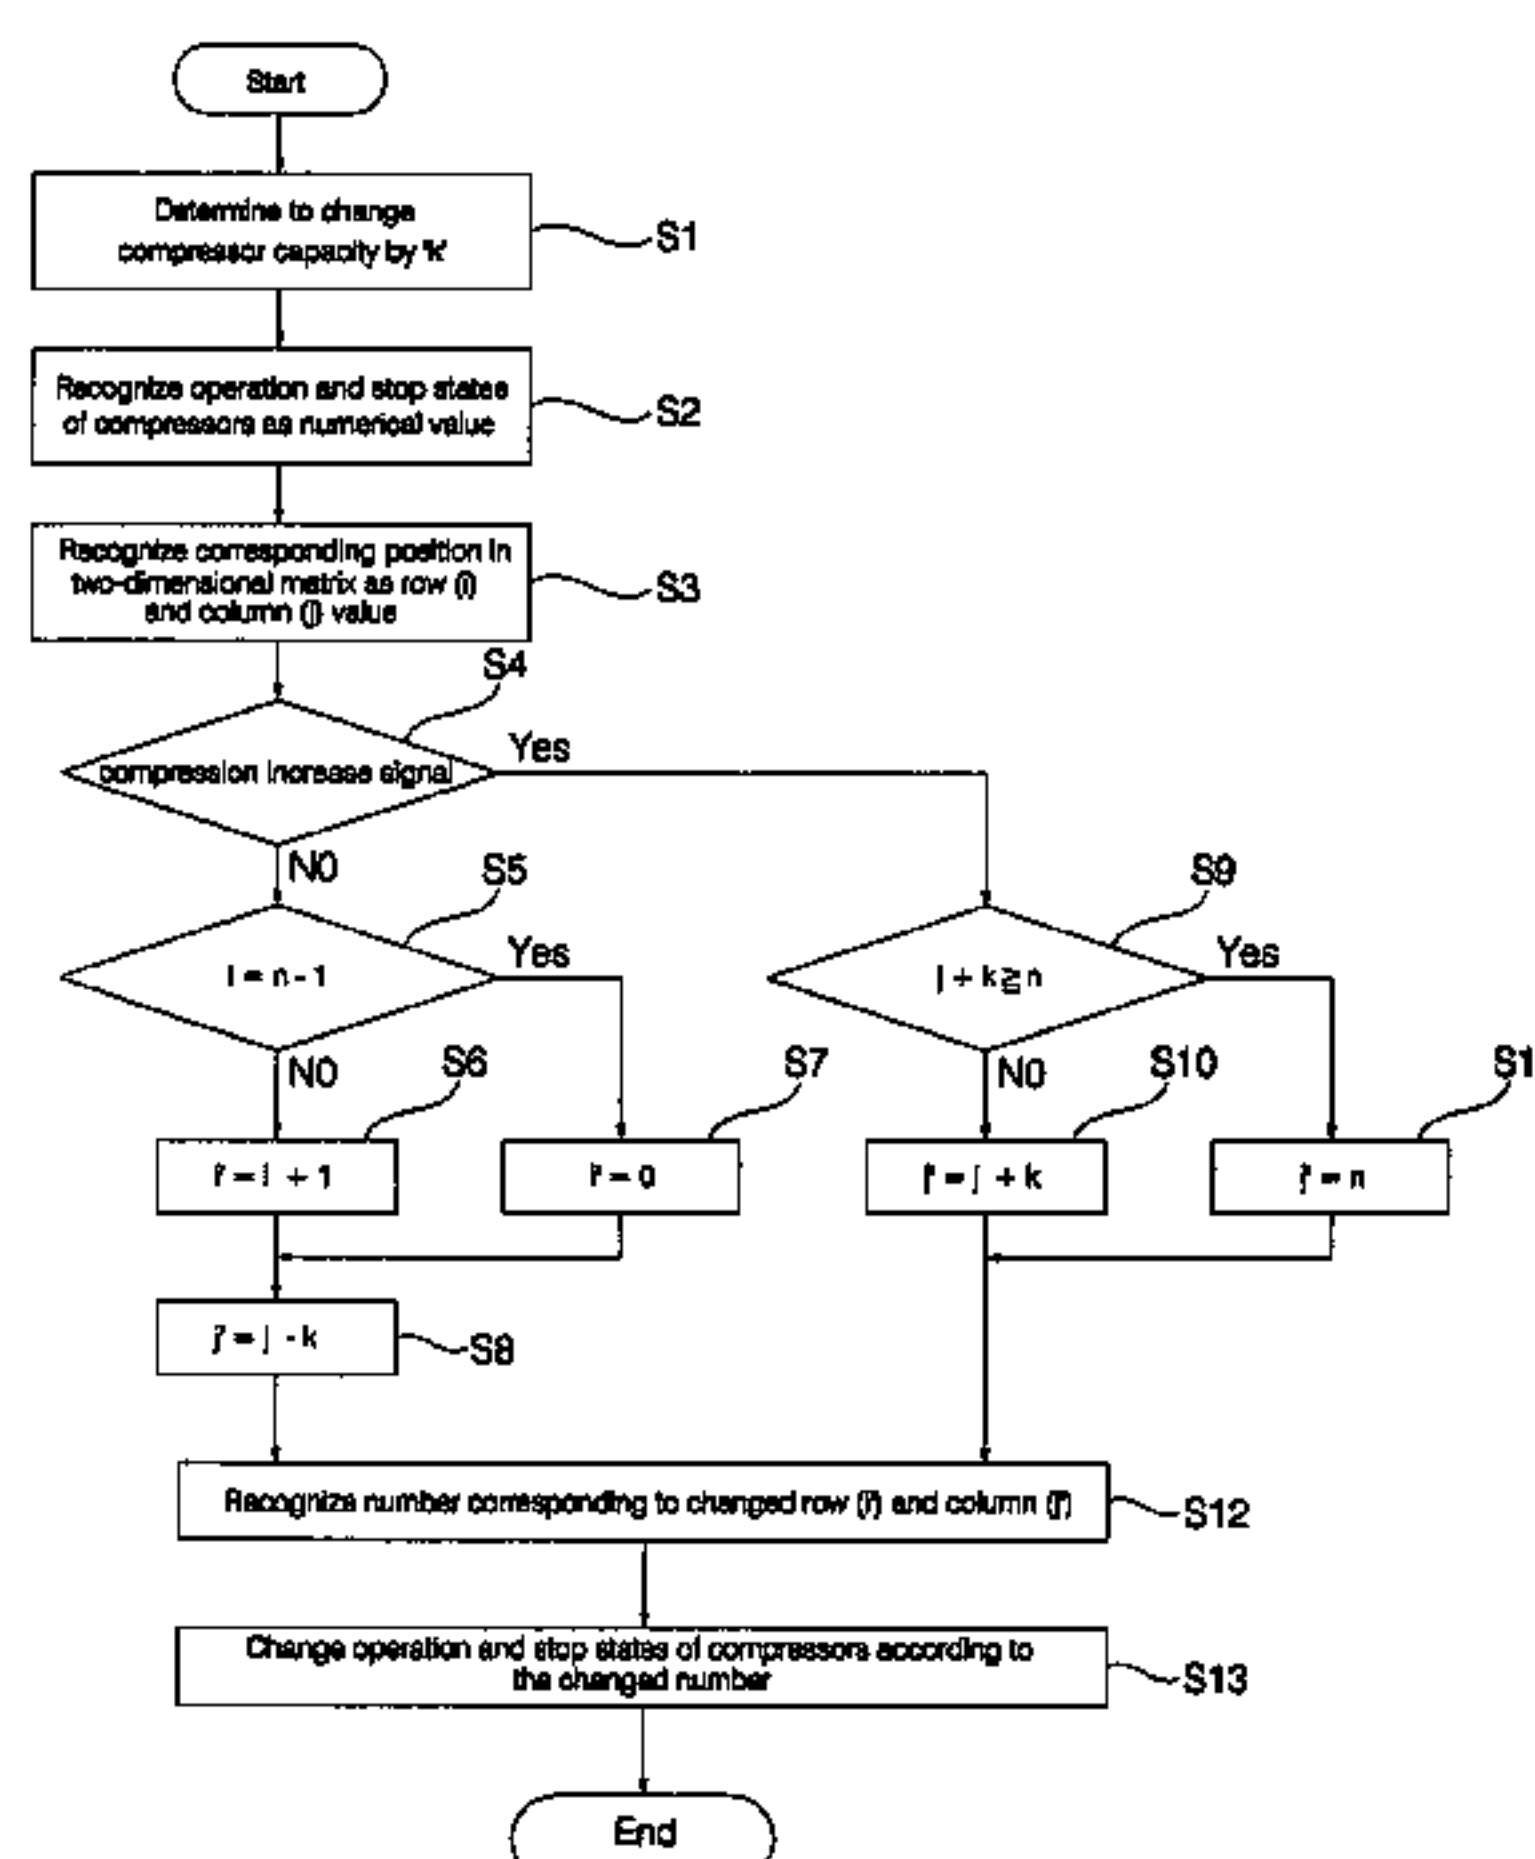 Start
Determine to change
compressor capacity by 'k'
S1
Recognize operation and stop states
of compressors as numerical value
S2
Recognize corresponding position in
two-dimensional matrix as row (i)
and column (j) value
S3
S4
compression increase signal
Yes
N0
S5
i = n - 1
Yes
N0
S9
j + k ≧ n
Yes
N0
S6
i' = i + 1
S7
i' = 0
S10
j' = j + k
S1
j' = n
j' = j - k
S8
Recognize number corresponding to changed row (i') and column (j')
S12
Change operation and stop states of compressors according to
the changed number
S13
End